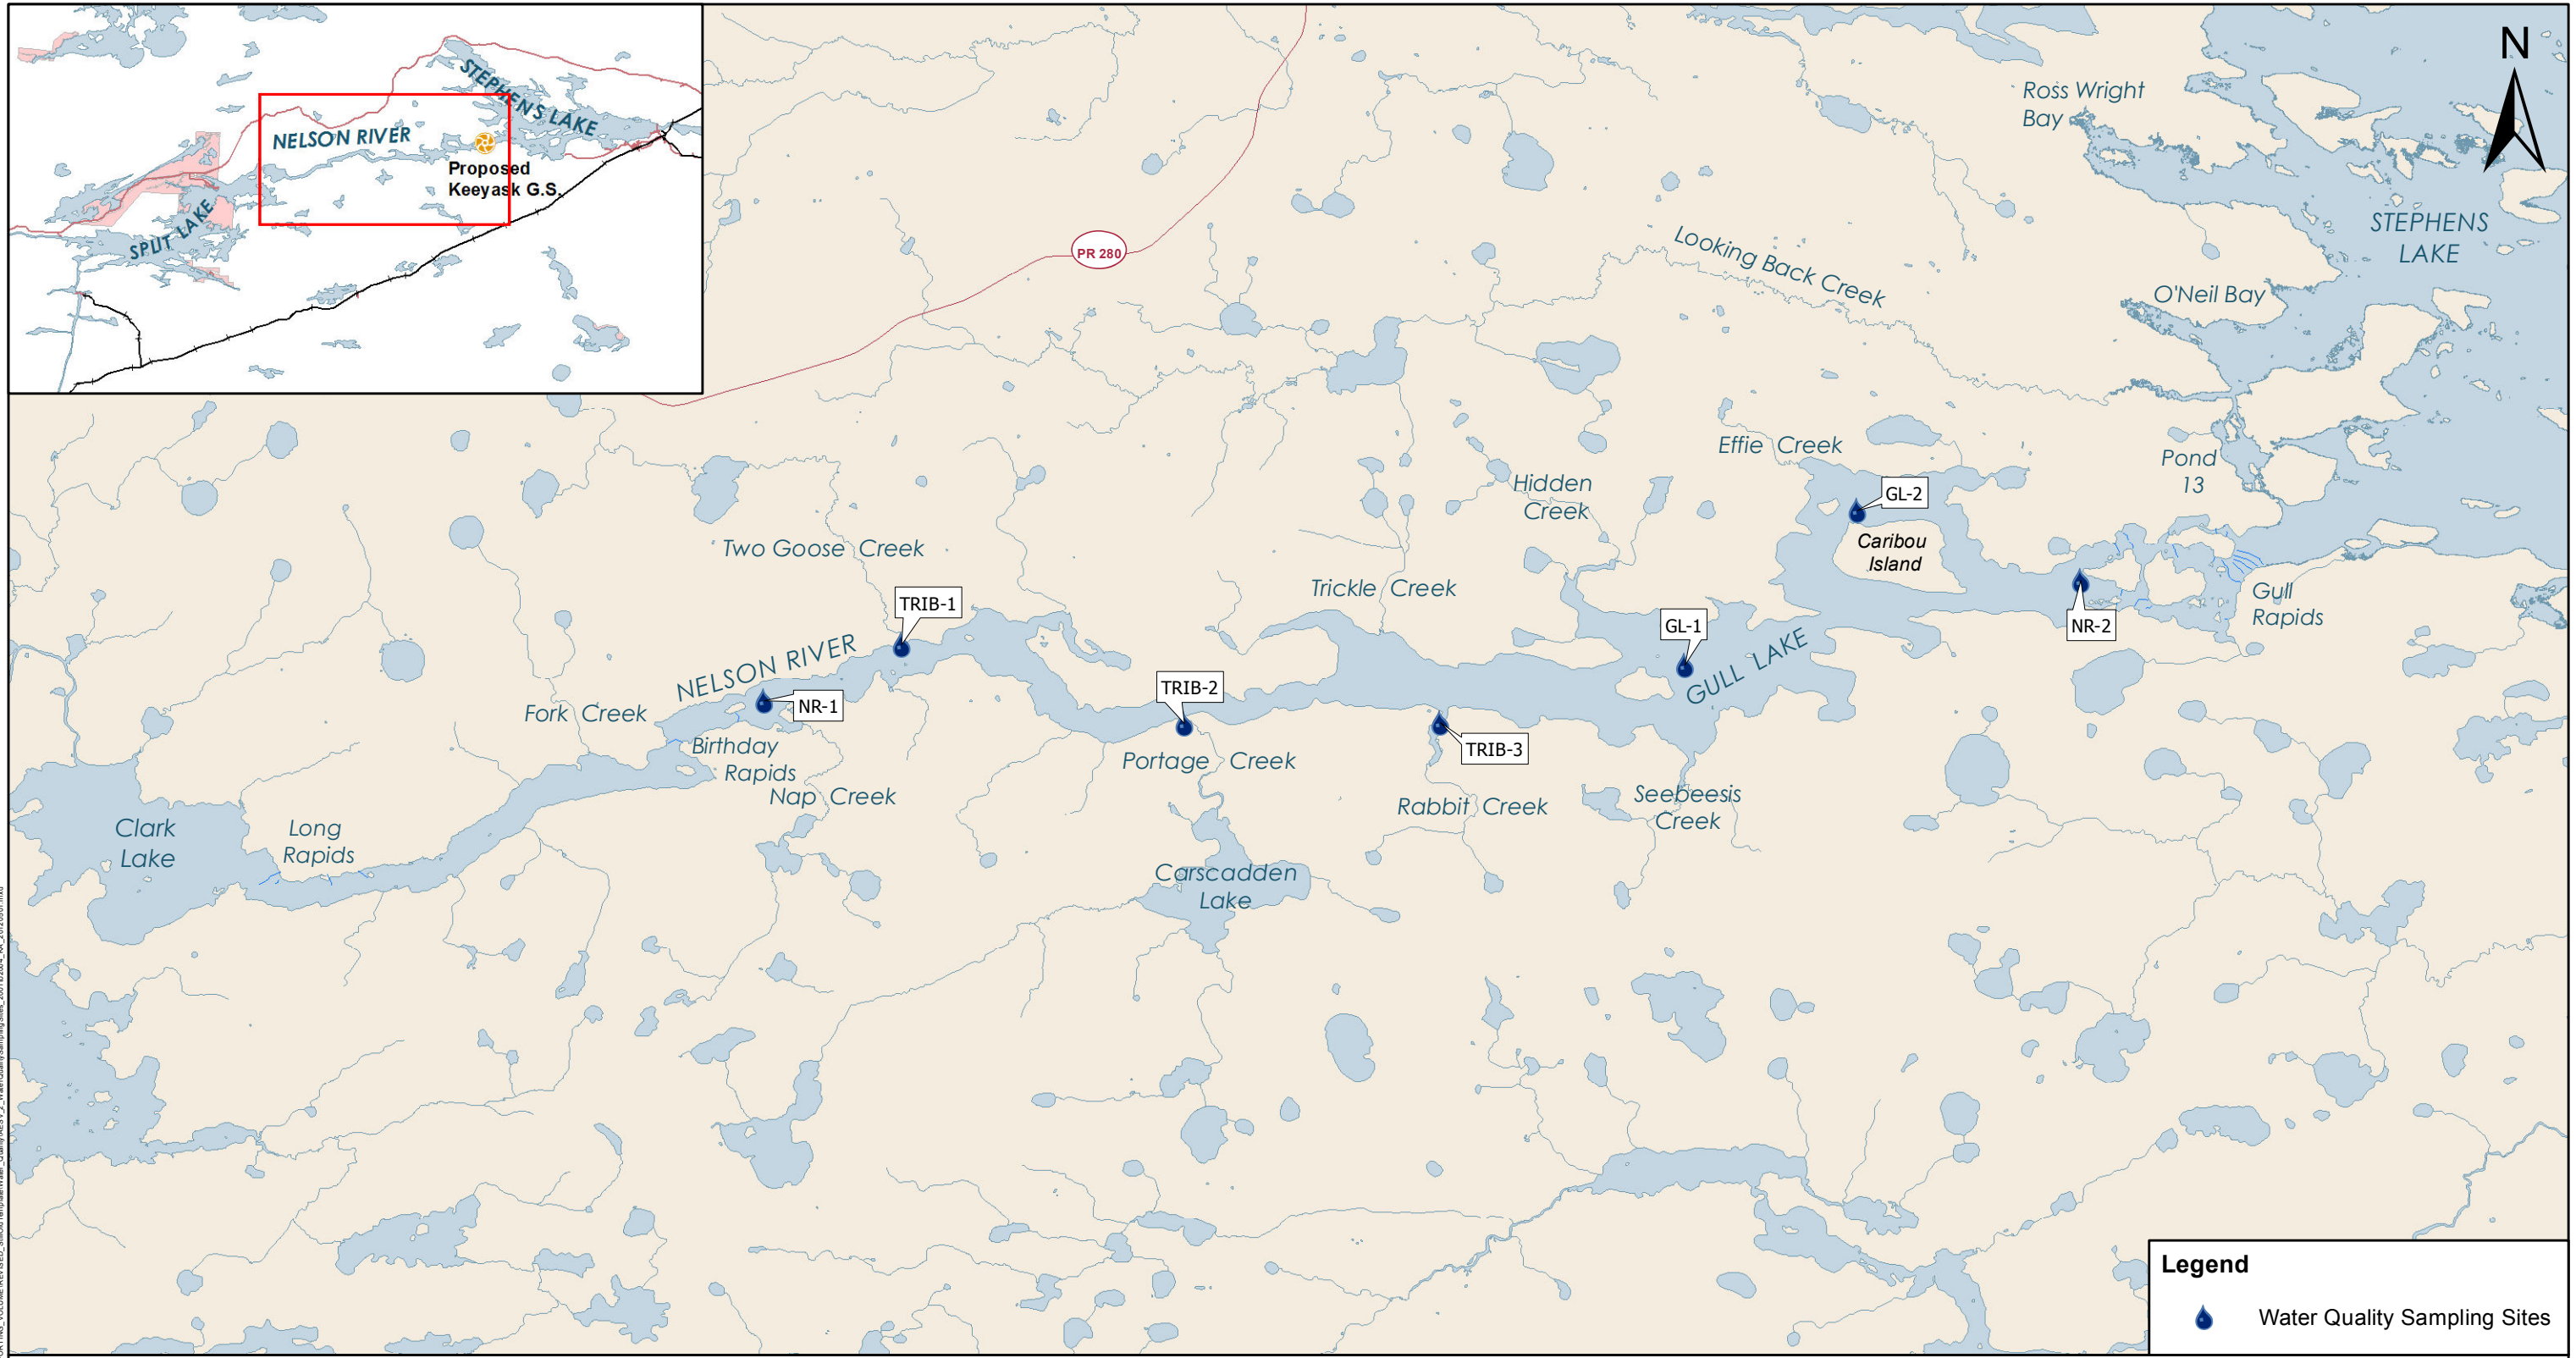 STEPHENS LAKE
NELSON RIVER
Proposed
Keeyask G.S.
SPLIT LAKE
N
Ross Wright
Bay
STEPHENS
LAKE
PR 280
Looking Back Creek
O'Neil Bay
Effie Creek
Pond
13
Hidden
Creek
GL-2
Caribou
Island
Two Goose Creek
Trickle Creek
TRIB-1
Gull
Rapids
GL-1
NR-2
NELSON RIVER
GULL LAKE
TRIB-2
NR-1
Fork Creek
Birthday
Rapids
TRIB-3
Portage Creek
Nap Creek
Rabbit Creek
Seebeesis
Creek
Clark
Lake
Long
Rapids
Carscadden
Lake
Legend
Water Quality Sampling Sites